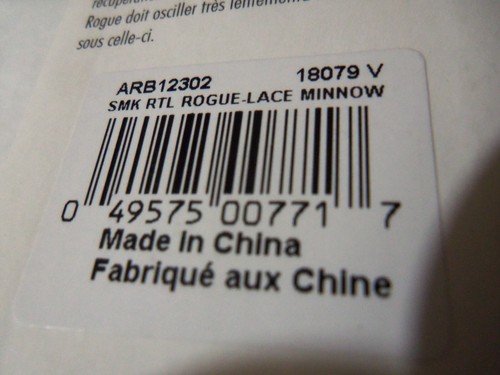 Rogue doit osciller très lentement
sous celle-ci.
ARB12302 18079 V
SMK RTL ROGUE-LACE MINNOW
0 49575 00771 7
Made in China
Fabriqué aux Chine